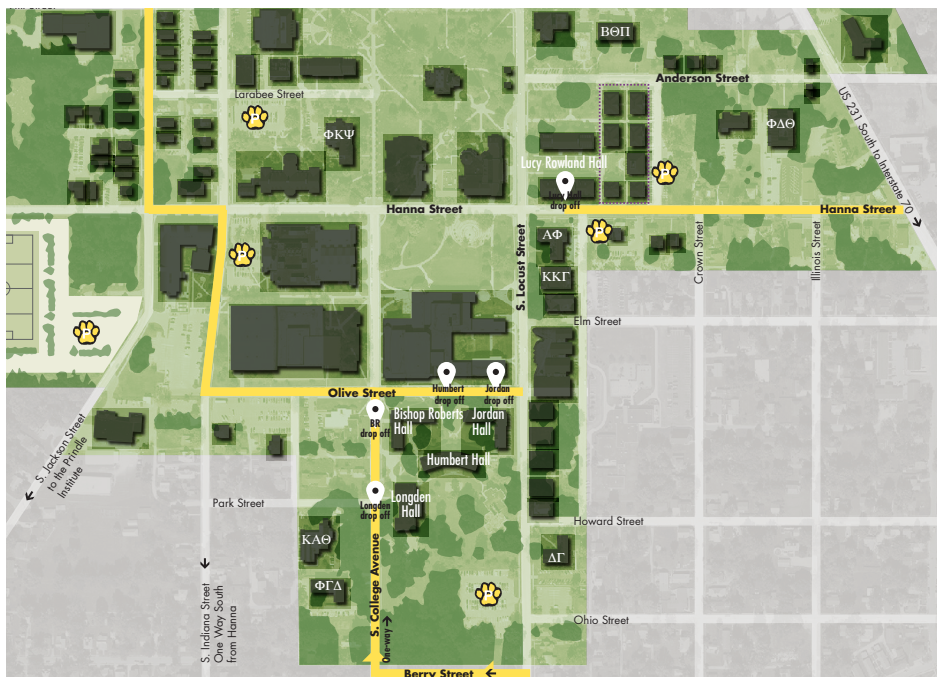 Anderson Street
ΒΘΠ
US 231 South to Interstate 70
Larabee Street
ΦΚΨ
ΦΔΘ
Lucy Rowland Hall
drop off
Hanna Street
Hanna Street
S. Locust Street
ΑΦ
ΚΚΓ
Crown Street
Illinois Street
Elm Street
Olive Street
Humbert
drop off
Jordan
drop off
BR
drop off
Bishop Roberts
Hall
Jordan
Hall
Humbert Hall
S. Jackson Street
to the Prindle
Institute
Park Street
Longden
drop off
Longden
Hall
Howard Street
ΚΑΘ
ΔΓ
ΦΓΔ
S. College Avenue
One-way
S. Indiana Street
One Way South
from Hanna
Ohio Street
Berry Street